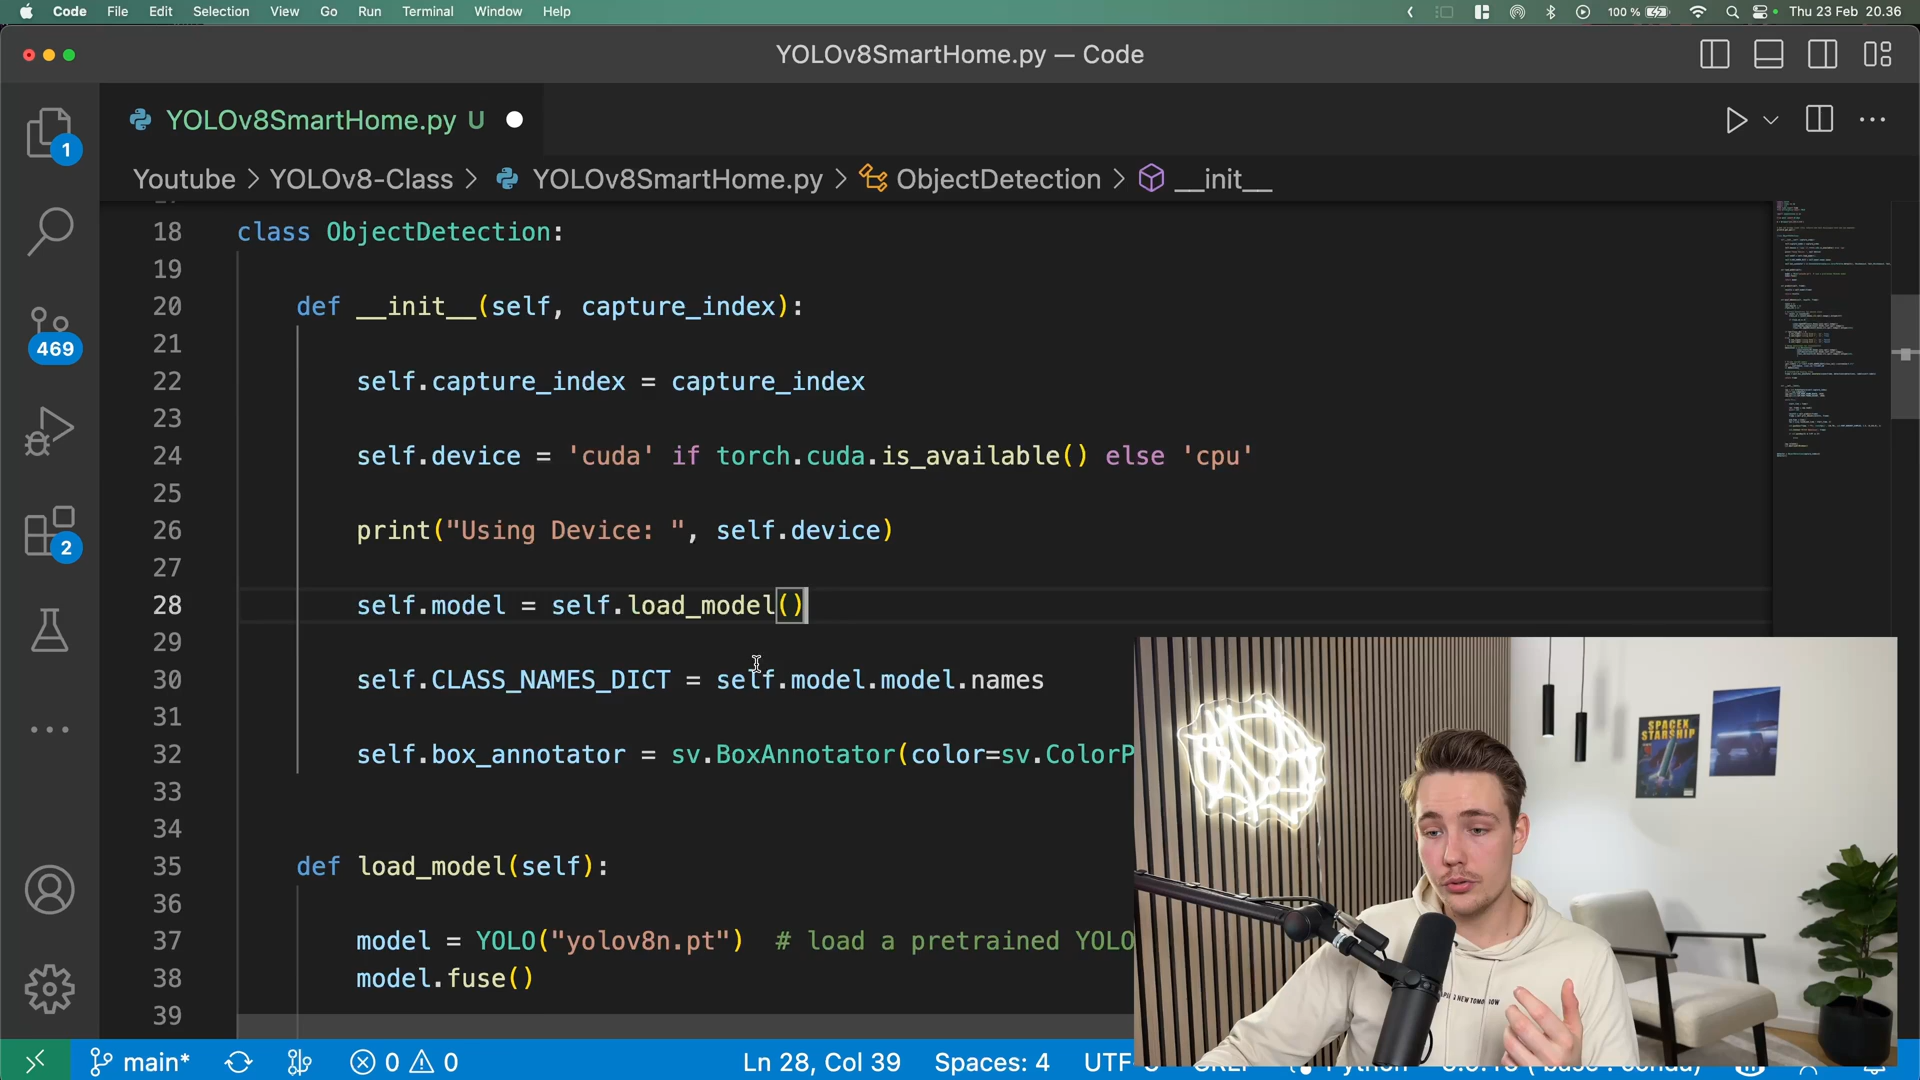 Code File Edit Selection View Go Run Terminal Window Help 100 % Thu 23 Feb 20.36
YOLOv8SmartHome.py — Code
YOLOv8SmartHome.py U
1
Youtube > YOLOv8-Class > YOLOv8SmartHome.py > ObjectDetection > __init__
18 class ObjectDetection:
19
20 def __init__(self, capture_index):
21
469
22 self.capture_index = capture_index
23
24 self.device = 'cuda' if torch.cuda.is_available() else 'cpu'
25
26 print("Using Device: ", self.device)
2
27
28 self.model = self.load_model()
29
30 self.CLASS_NAMES_DICT = self.model.model.names
31
32 self.box_annotator = sv.BoxAnnotator(color=sv.ColorP
33
34
35 def load_model(self):
36
37 model = YOLO("yolov8n.pt") # load a pretrained YOLO
38 model.fuse()
39
SPACEX
STARSHIP
NEW TOMORROW
main* 0 0 Ln 28, Col 39 Spaces: 4 UTF